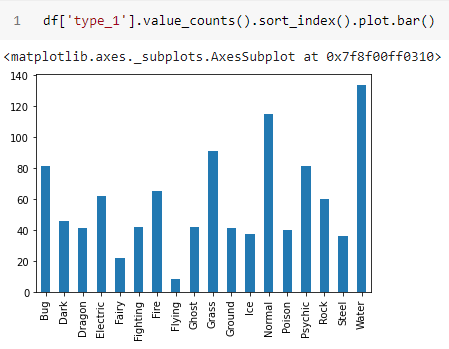 1 df['type_1'].value_counts().sort_index().plot.bar()
<matplotlib.axes._subplots.AxesSubplot at 0x7f8f00ff0310>
140
120
100
80
60
40
20
0
Bug
Dark
Dragon
Electric
Fairy
Fighting
Fire
Flying
Ghost
Grass
Ground
Ice
Normal
Poison
Psychic
Rock
Steel
Water